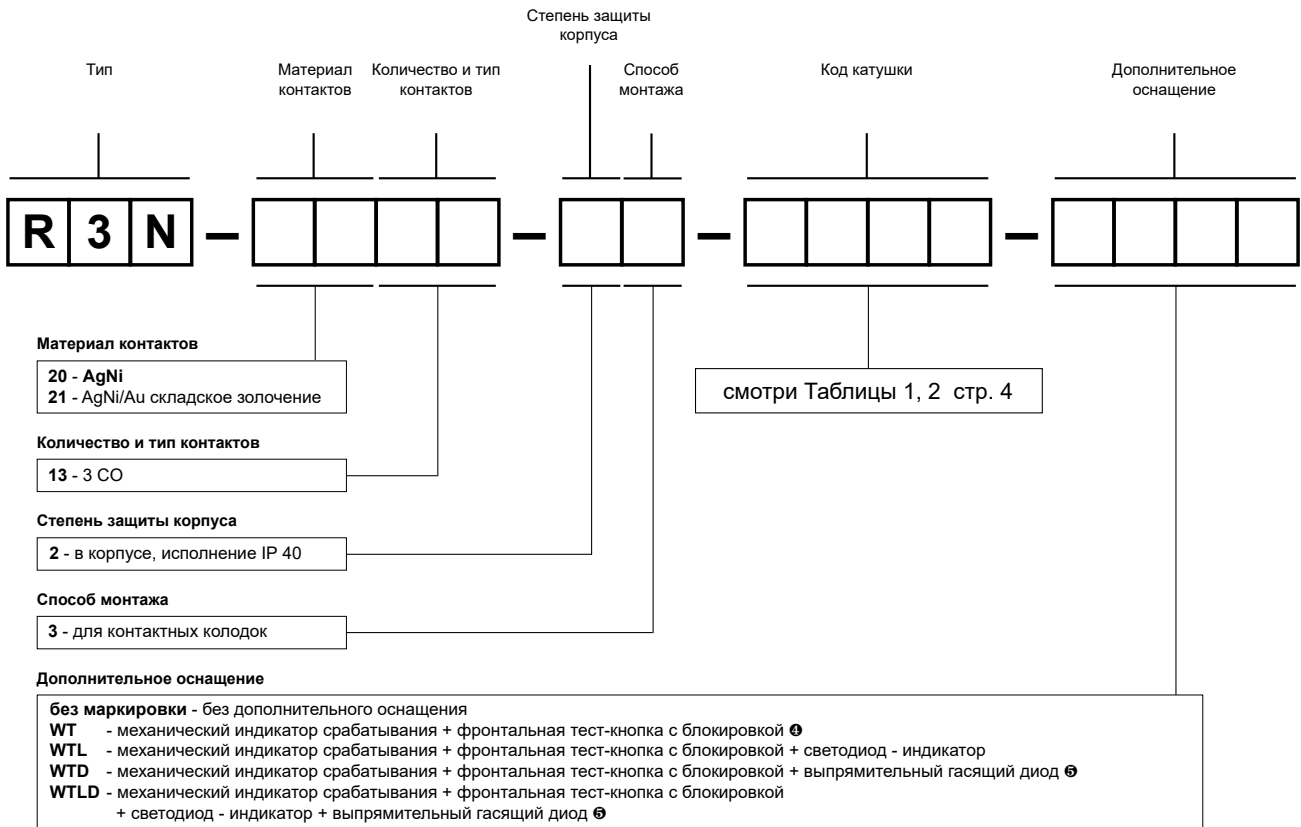 Степень защиты
корпуса
Тип
Материал
контактов
Количество и тип
контактов
Способ
монтажа
Код катушки
Дополнительное
оснащение
R 3 N – – – –
Материал контактов
20 - AgNi
21 - AgNi/Au складское золочение
смотри Таблицы 1, 2 стр. 4
Количество и тип контактов
13 - 3 CO
Степень защиты корпуса
2 - в корпусе, исполнение IP 40
Способ монтажа
3 - для контактных колодок
Дополнительное оснащение
без маркировки - без дополнительного оснащения
WT - механический индикатор срабатывания + фронтальная тест-кнопка с блокировкой ❹
WTL - механический индикатор срабатывания + фронтальная тест-кнопка с блокировкой + светодиод - индикатор
WTD - механический индикатор срабатывания + фронтальная тест-кнопка с блокировкой + выпрямительный гасящий диод ❺
WTLD - механический индикатор срабатывания + фронтальная тест-кнопка с блокировкой
+ светодиод - индикатор + выпрямительный гасящий диод ❺